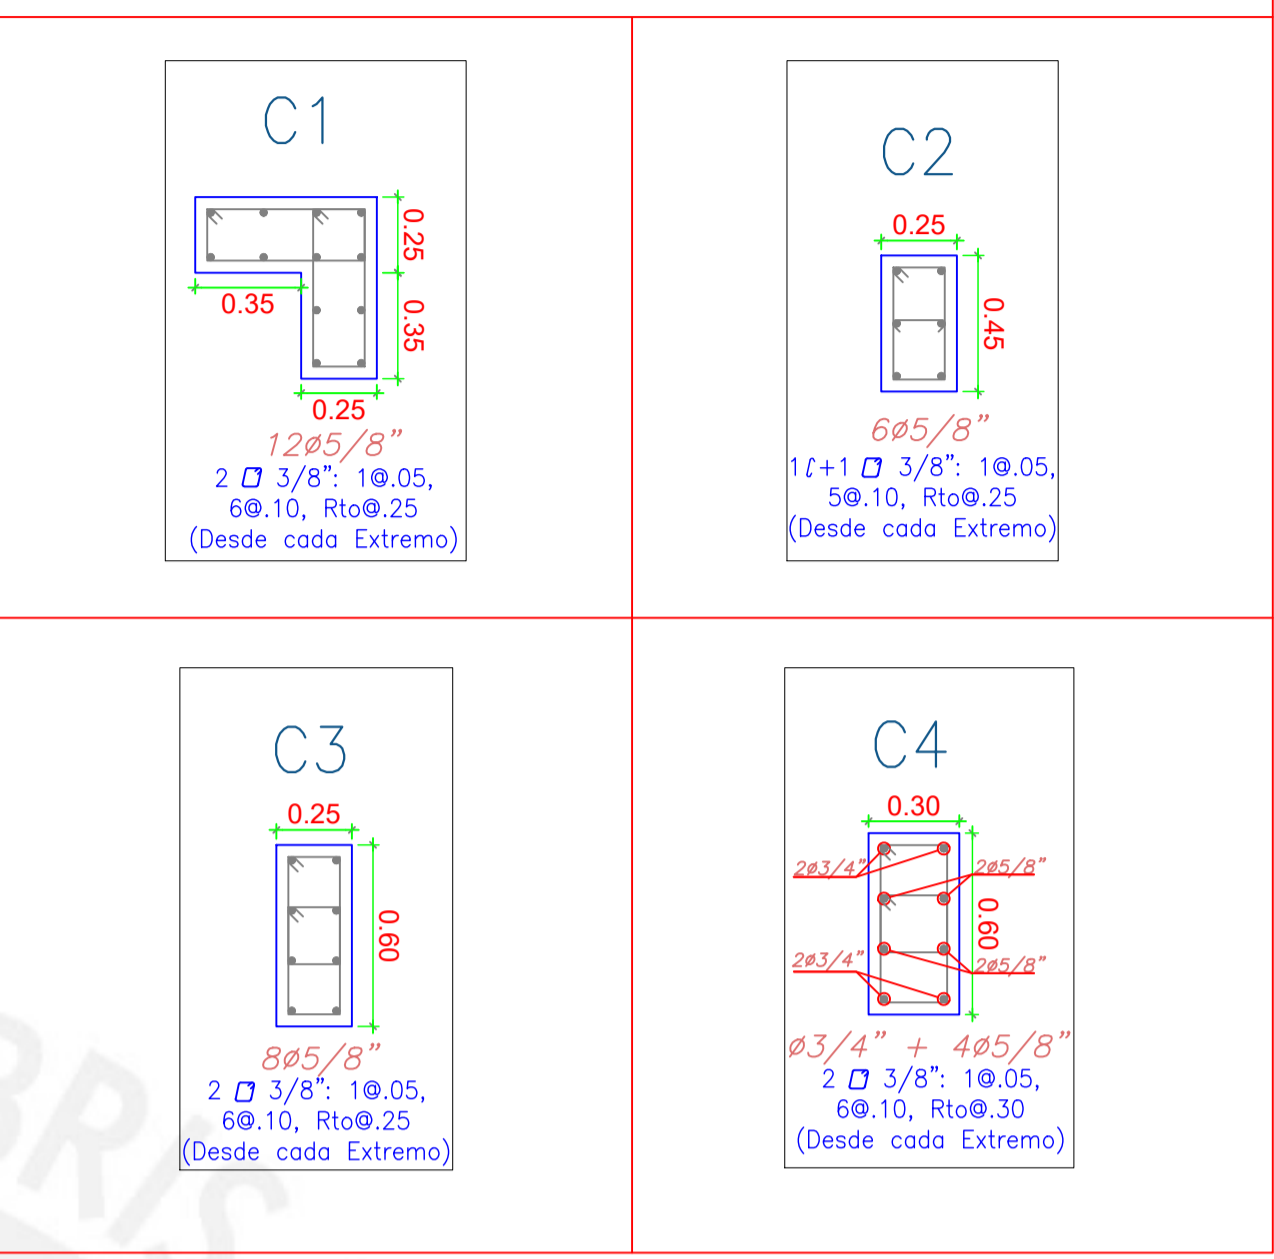 C1
0.25
0.35
0.35
0.25
12ø5/8”
2 3/8”: 1@.05,
6@.10, Rto@.25
(Desde cada Extremo)
C2
0.25
0.45
6ø5/8”
1 +1 3/8”: 1@.05,
5@.10, Rto@.25
(Desde cada Extremo)
C3
0.25
0.60
8ø5/8”
2 3/8”: 1@.05,
6@.10, Rto@.25
(Desde cada Extremo)
C4
0.30
2ø3/4”
2ø5/8”
0.60
2ø3/4”
2ø5/8”
ø3/4” + 4ø5/8”
2 3/8”: 1@.05,
6@.10, Rto@.30
(Desde cada Extremo)
BRIS